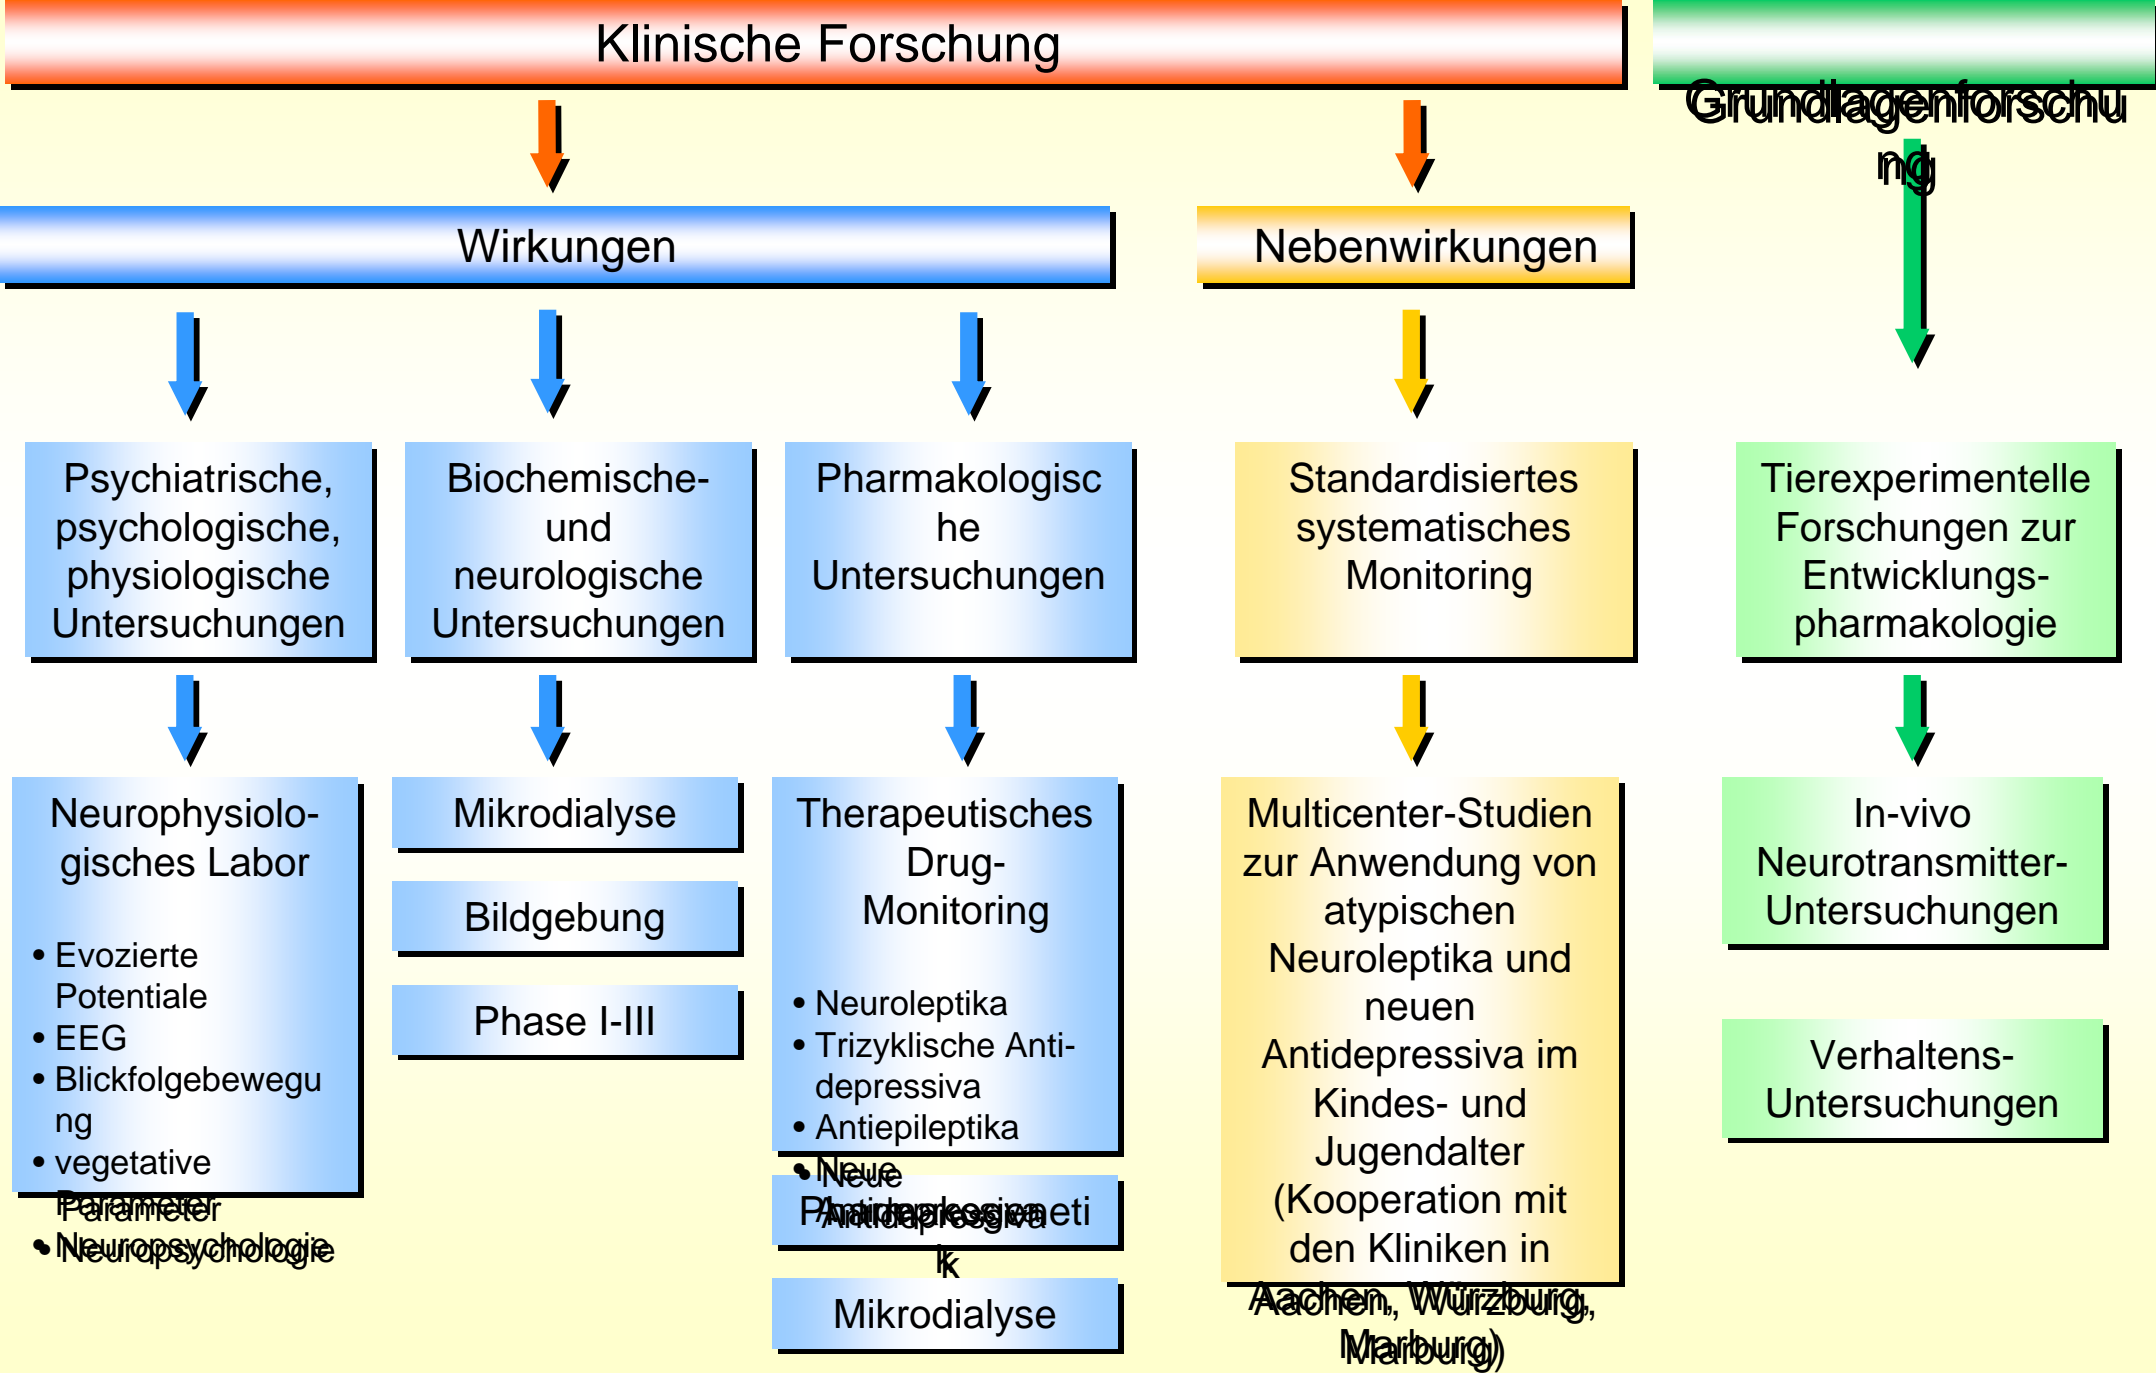 Klinische Forschung
Grundlagenforschu
ng
Wirkungen
Nebenwirkungen
Psychiatrische,
psychologische,
physiologische
Untersuchungen
Biochemische-
und
neurologische
Untersuchungen
Pharmakologisc
he
Untersuchungen
Standardisiertes
systematisches
Monitoring
Tierexperimentelle
Forschungen zur
Entwicklungs-
pharmakologie
Neurophysiolo-
gisches Labor
• Evozierte
Potentiale
• EEG
• Blickfolgebewegu
ng
• vegetative
Parameter
• Neuropsychologie
Mikrodialyse
Bildgebung
Phase I-III
Therapeutisches
Drug-
Monitoring
• Neuroleptika
• Trizyklische Anti-
depressiva
• Antiepileptika
• Neue
Antidepressiva
Pharmakogeneti
k
Mikrodialyse
Multicenter-Studien
zur Anwendung von
atypischen
Neuroleptika und
neuen
Antidepressiva im
Kindes- und
Jugendalter
(Kooperation mit
den Kliniken in
Aachen, Würzburg,
Marburg)
In-vivo
Neurotransmitter-
Untersuchungen
Verhaltens-
Untersuchungen